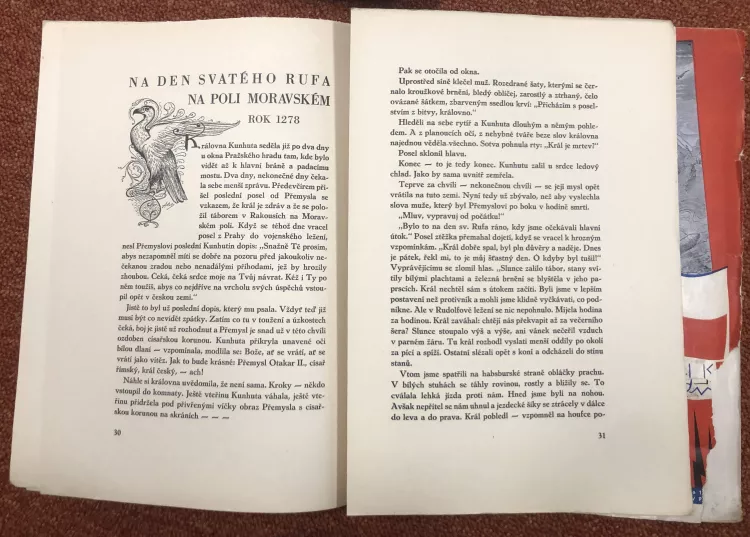 NA DEN SVATÉHO RUFA
NA POLI MORAVSKÉM
ROK 1278
Královna Kunhuta seděla již po dva dny
u okna Pražského hradu tam, kde bylo
vidět až k hlavní bráně a padacímu
mostu. Dva dny, nekonečné dny čeka-
la sebe menší zprávu. Předevčírem při-
šel poslední posel od Přemysla se
vzkazem, že král je zdráv a že se polo-
žil táborem v Rakousích na Morav-
ském poli. Když se téhož dne vracel
posel z Prahy do vojenského ležení,
nesl Přemyslovi poslední Kunhutin dopis: „Snažně Tě prosím,
abys nezapomněl míti se dobře na pozoru před jakoukoliv ne-
čekanou zradou nebo nenadálými příhodami, jež by hrozily
zhoubou. Čeká, čeká srdce moje na Tvůj návrat. Kéž i Ty po
něm toužíš, abys co nejdříve na vrcholu svých úspěchů vstou-
pil opět v českou zemi.“
Jistě to byl už poslední dopis, který mu psala. Vždyť teď již
musí být co nevidět zpátky. Zatím co tu v toužení a úzkostech
čeká, boj je jistě už rozhodnut a Přemysl je snad už v této chvíli
ozdoben císařskou korunou. Kunhuta přikryla unavené oči
bílou dlaní — vzpomněla, modlila se: Bože, ať se vrátí, ať se
vrátí jako vítěz. Jak to bude krásné: Přemysl Otakar II., císař
římský, král český, — ach!
Náhle si královna uvědomila, že není sama. Kroky — někdo
vstoupil do komnaty. Ještě vteřinu Kunhuta váhala, ještě vte-
řinu přidržela pod přivřenými víčky obraz Přemysla s císař-
skou korunou na skráních — — —
30
Pak se otočila od okna.
Uprostřed síně klečel muž. Rozedrané šaty, kterými se čer-
nalo kroužkové brnění, bledý obličej, zarostlý a ztrhaný, čelo
ovázané šátkem, zbarveným ssedlou krví: „Přicházím s posel-
stvím z bitvy, královno.“
Hleděli na sebe rytíř a Kunhuta dlouhým a němým pohle-
dem. A z planoucích očí, z nehybné tváře beze slov královna
najednou věděla všechno. Sotva pohnula rty: „Král je mrtev?“
Posel sklonil hlavu.
Konec — to je tedy konec. Kunhutu zalil u srdce ledový
chlad. Jako by sama uvnitř zemřela.
Teprve za chvíli — nekonečnou chvíli — se její mysl opět
vrátila na tuto zem. Nyní tedy už zbývalo, než aby vyslechla
slova muže, který byl Přemyslovi po boku v hodině smrti.
„Mluv, vypravuj od počátku!“
„Bylo to na den sv. Rufa ráno, kdy jsme očekávali hlavní
útok.“ Posel ztěžka přemahal dojetí, když se vracel k hrozným
vzpomínkám. „Král dobře spal, byl pln důvěry a naděje. Dnes
je pátek, řekl mi, to je můj šťastný den. O kdyby byl tušil!“
Vyprávějícímu se zlomil hlas. „Slunce zalilo tábor, stany sví-
tily bílými plachtami a železná brnění se blyštěla v jeho pa-
prscích. Král nechtěl sám s útokem začíti. Byli jsme v lepším
postavení než protivník a mohli jsme klidně vyčkávati, co pod-
nikne. Ale v Rudolfově ležení se nic nepohnulo. Míjela hodina
za hodinou. Král zaváhal: chtějí nás překvapit až za večerního
šera? Slunce stoupalo výš a výše, ani vánek nečeřil vzduch
v parném žáru. Tu král rozhodl vyslati menší oddíly po okolí
za pící a spíží. Ostatní slézali opět s koní a odcházeli do stínu
stanů.
Vtom jsme spatřili na habsburské straně obláčky prachu.
V bílých stuhách se táhly rovinou, rostly a blížily se. To
cválala lehká jízda proti nám. Hned jsme byli na nohou.
Avšak nepřítel se nám uhnul a jezdecké šiky se ztrácely v dálce
do leva a do prava. Král pobledl — vzpomněl na houfce po-
31